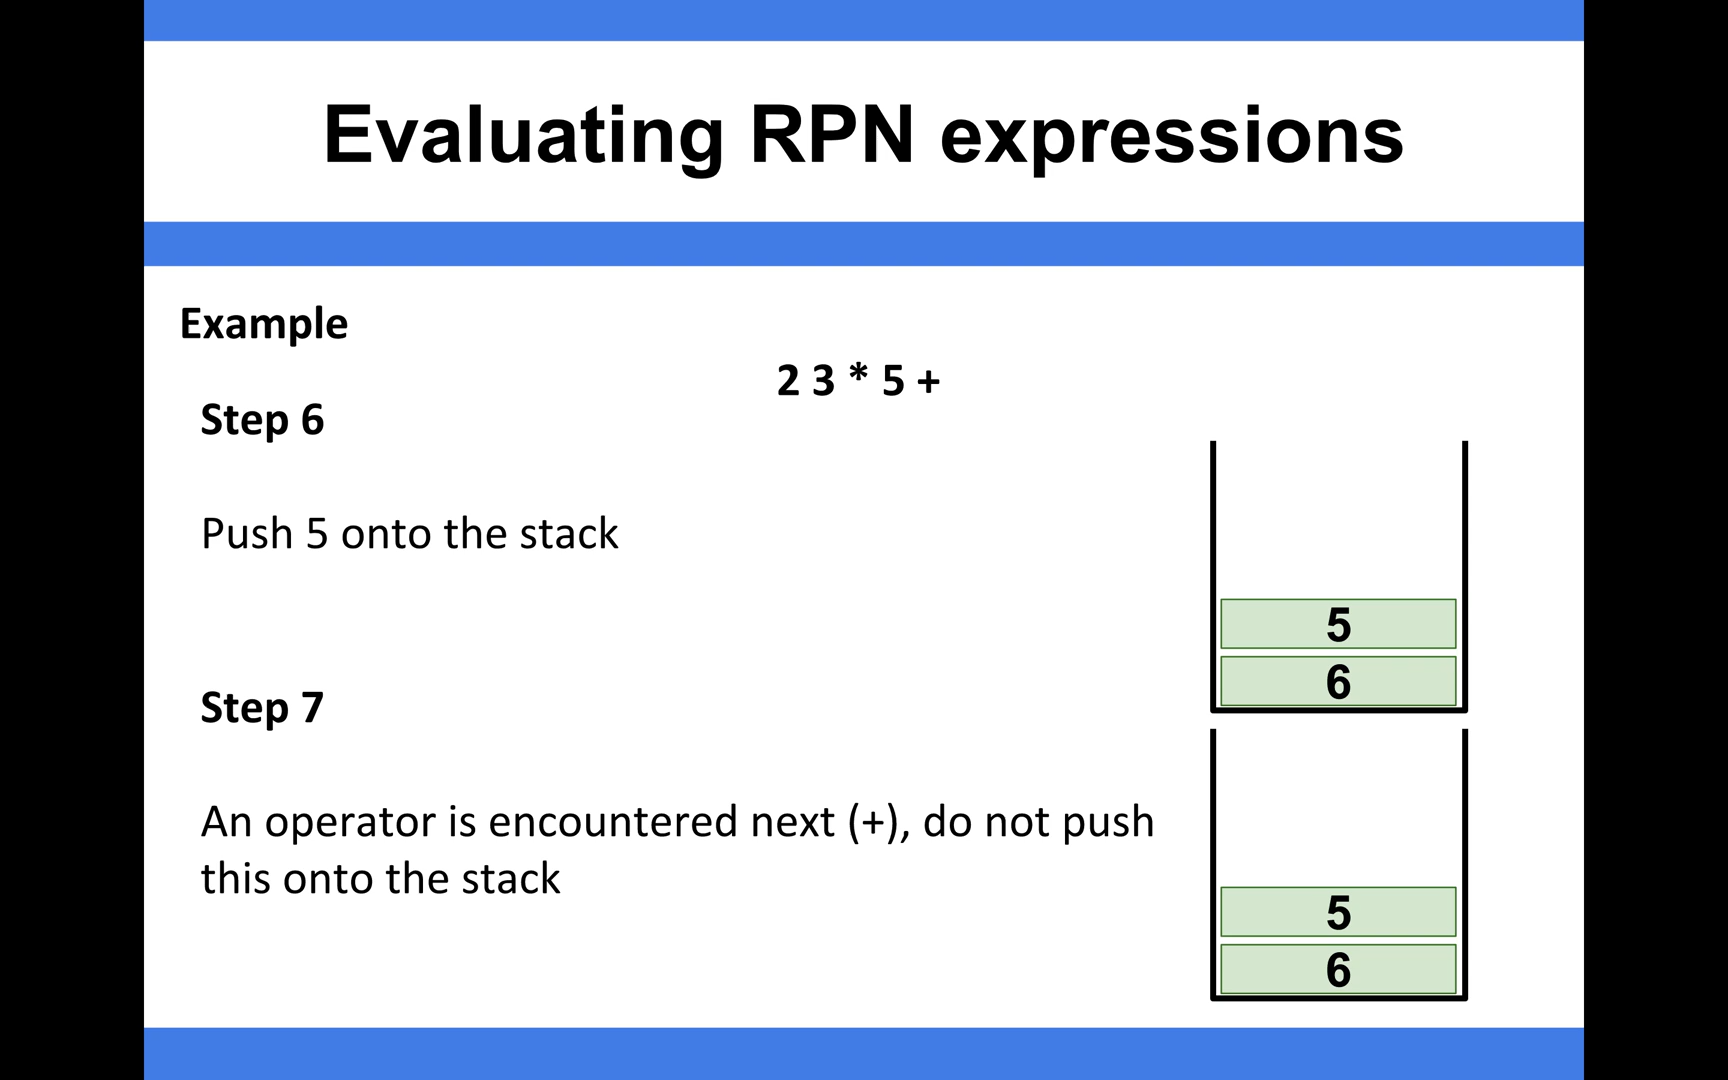 Evaluating RPN expressions
Example
2 3 * 5 +
Step 6
Push 5 onto the stack
5
6
Step 7
An operator is encountered next (+), do not push
this onto the stack
5
6